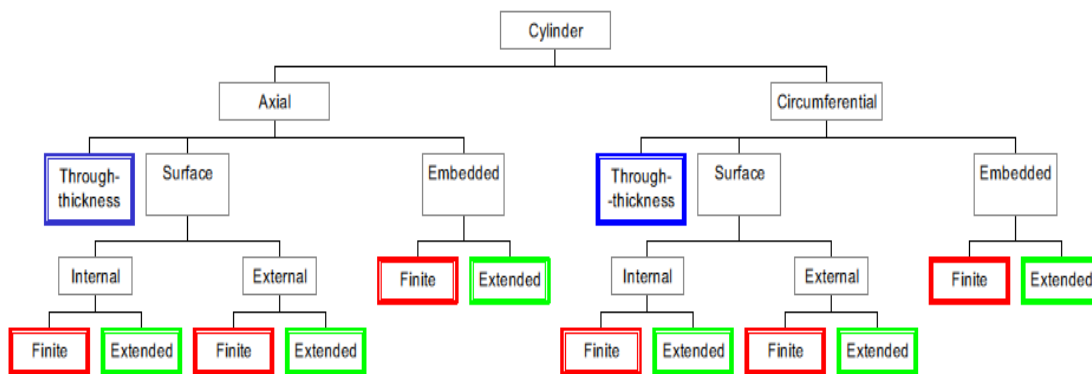 Cylinder
Axial
Circumferential
Through-
thickness
Surface
Embedded
Through-
-thickness
Surface
Embedded
Internal
External
Finite
Extended
Internal
External
Finite
Extended
Finite
Extended
Finite
Extended
Finite
Extended
Finite
Extended